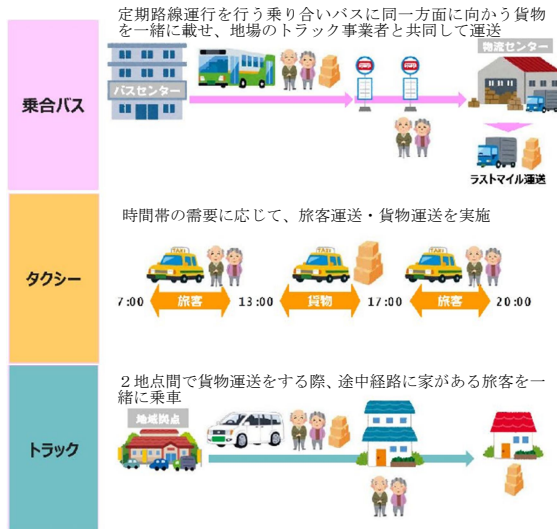 定期路線運行を行う乗り合いバスに同一方面に向かう貨物
を一緒に載せ、地場のトラック事業者と共同して運送
物流センター
バスセンター
乗合バス
ラストマイル運送
時間帯の需要に応じて、旅客運送・貨物運送を実施
タクシー
TAXI TAXI TAXI
7:00 旅客 13:00 貨物 17:00 旅客 20:00
２地点間で貨物運送をする際、途中経路に家がある旅客を一
緒に乗車
地域拠点
トラック